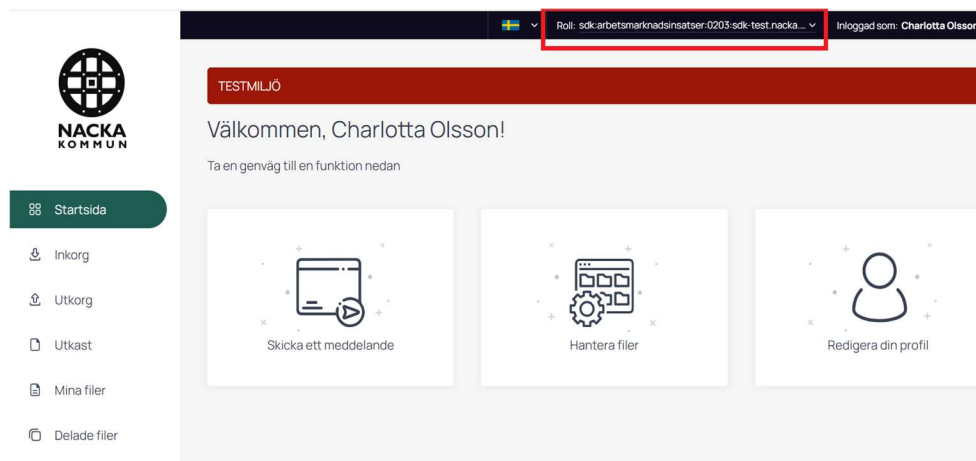 Roll: sdk:arbetsmarknadsinsatser:0203:sdk-test.nacka....
Inloggad som: Charlotta Olsson
NACKA
KOMMUN
TESTMILJÖ
Välkommen, Charlotta Olsson!
Ta en genväg till en funktion nedan
Startsida
Inkorg
Utkorg
Utkast
Mina filer
Delade filer
Skicka ett meddelande
Hantera filer
Redigera din profil